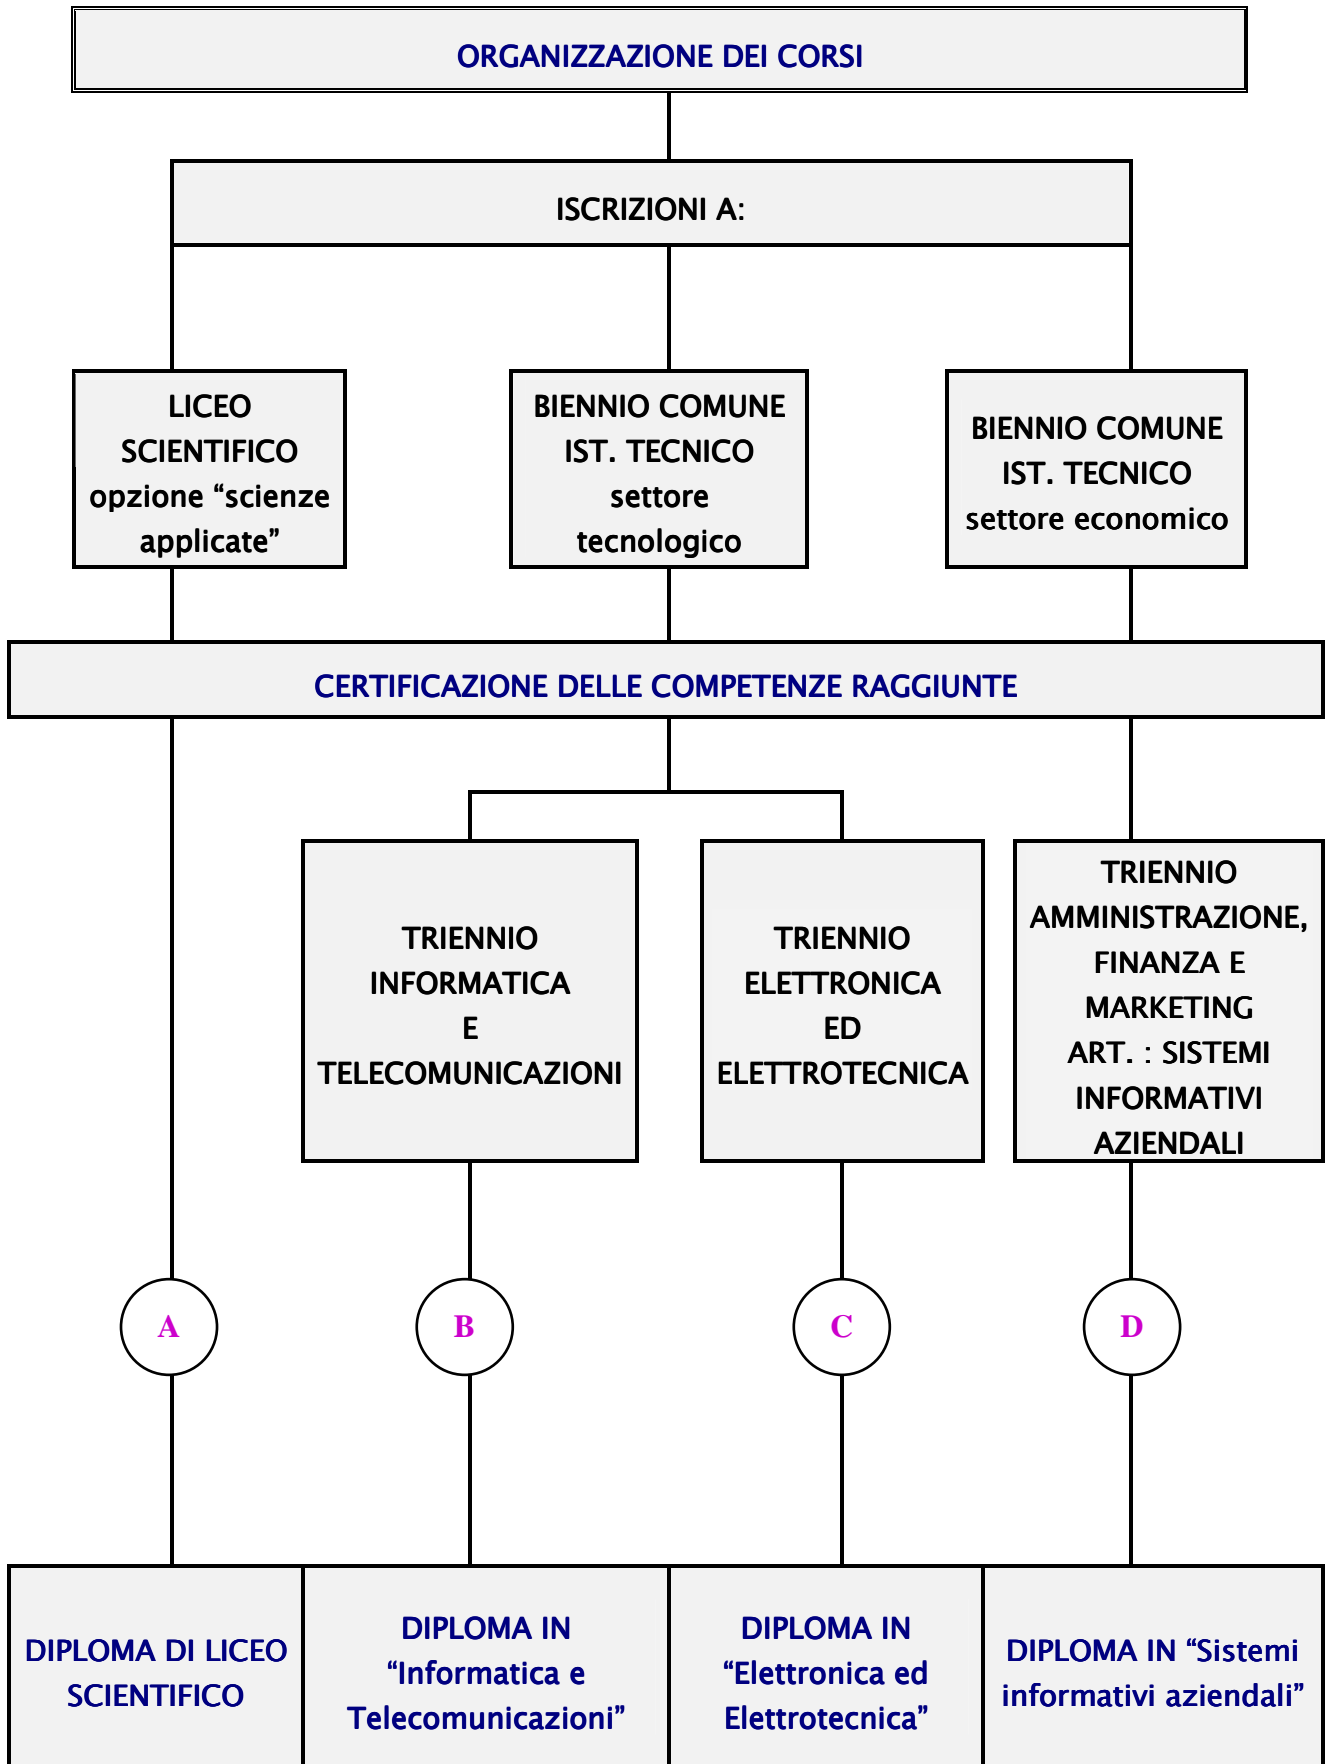 ORGANIZZAZIONE DEI CORSI
ISCRIZIONI A:
LICEO
SCIENTIFICO
opzione “scienze
applicate”
BIENNIO COMUNE
IST. TECNICO
settore
tecnologico
BIENNIO COMUNE
IST. TECNICO
settore economico
CERTIFICAZIONE DELLE COMPETENZE RAGGIUNTE
TRIENNIO
INFORMATICA
E
TELECOMUNICAZIONI
TRIENNIO
ELETTRONICA
ED
ELETTROTECNICA
TRIENNIO
AMMINISTRAZIONE,
FINANZA E
MARKETING
ART. : SISTEMI
INFORMATIVI
AZIENDALI
A
B
C
D
DIPLOMA DI LICEO
SCIENTIFICO
DIPLOMA IN
“Informatica e
Telecomunicazioni”
DIPLOMA IN
“Elettronica ed
Elettrotecnica”
DIPLOMA IN “Sistemi
informativi aziendali”